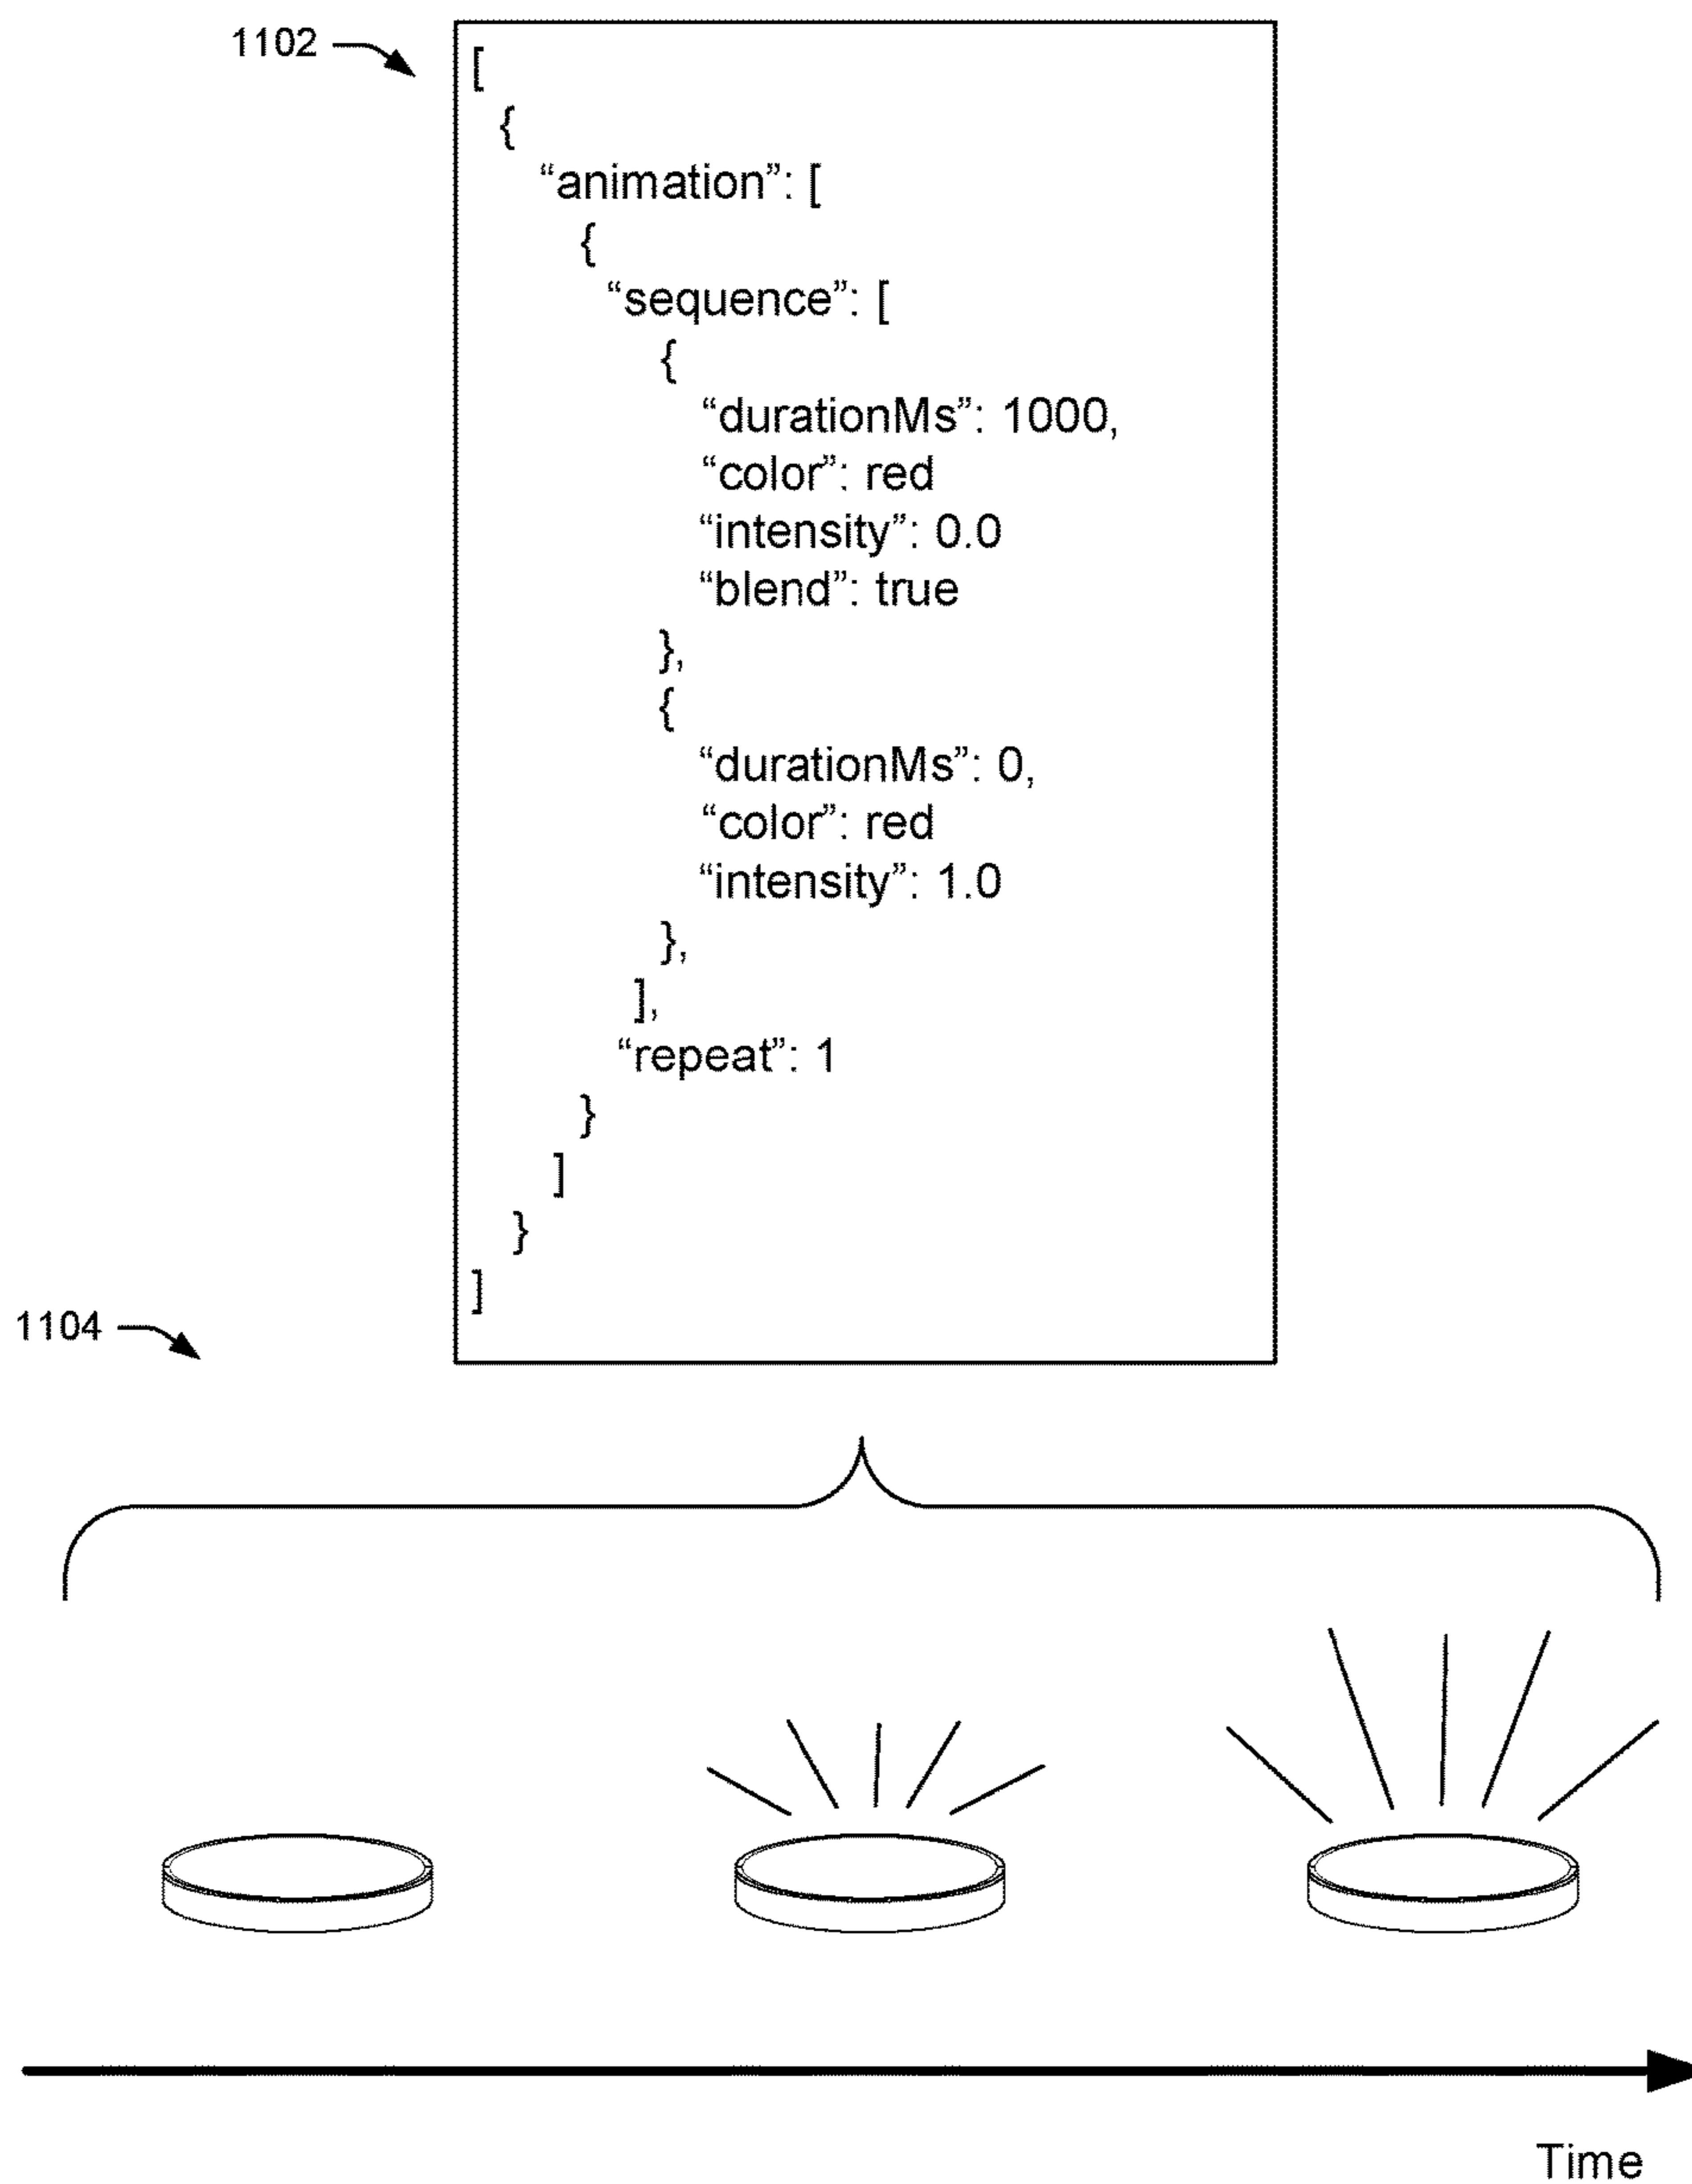 1102
[
{
“animation”: [
{
“sequence”: [
{
“durationMs”: 1000,
“color”: red
“intensity”: 0.0
“blend”: true
},
{
“durationMs”: 0,
“color”: red
“intensity”: 1.0
},
],
“repeat”: 1
}
]
}
]
1104
Time